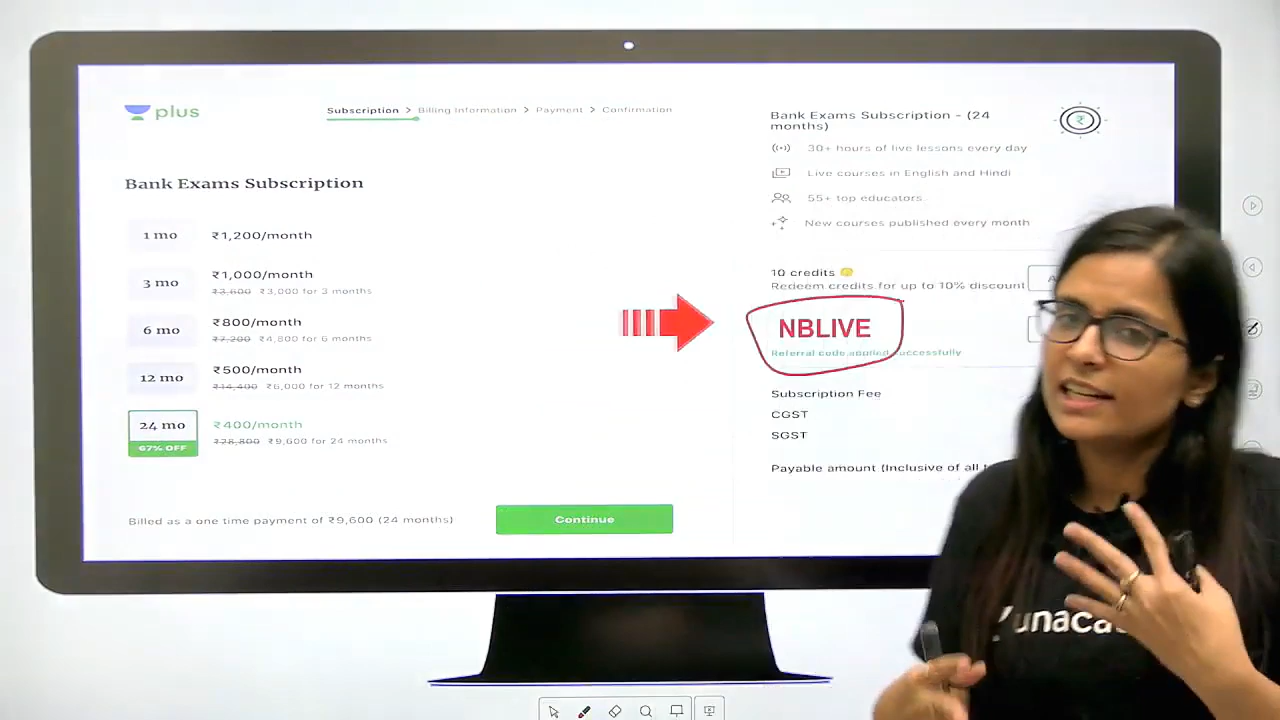 plus
Subscription > Billing Information > Payment > Confirmation
Bank Exams Subscription
1 mo ₹1,200/month
3 mo ₹1,000/month
₹3,600 ₹3,000 for 3 months
6 mo ₹800/month
₹7,200 ₹4,800 for 6 months
12 mo ₹500/month
₹14,400 ₹6,000 for 12 months
24 mo ₹400/month
67% OFF ₹28,800 ₹9,600 for 24 months
Billed as a one time payment of ₹9,600 (24 months)
Continue
Bank Exams Subscription - (24
months)
30+ hours of live lessons every day
Live courses in English and Hindi
55+ top educators
New courses published every month
10 credits
Redeem credits for up to 10% discount
NBLIVE
Referral code applied successfully
Subscription Fee
CGST
SGST
Payable amount (Inclusive of all